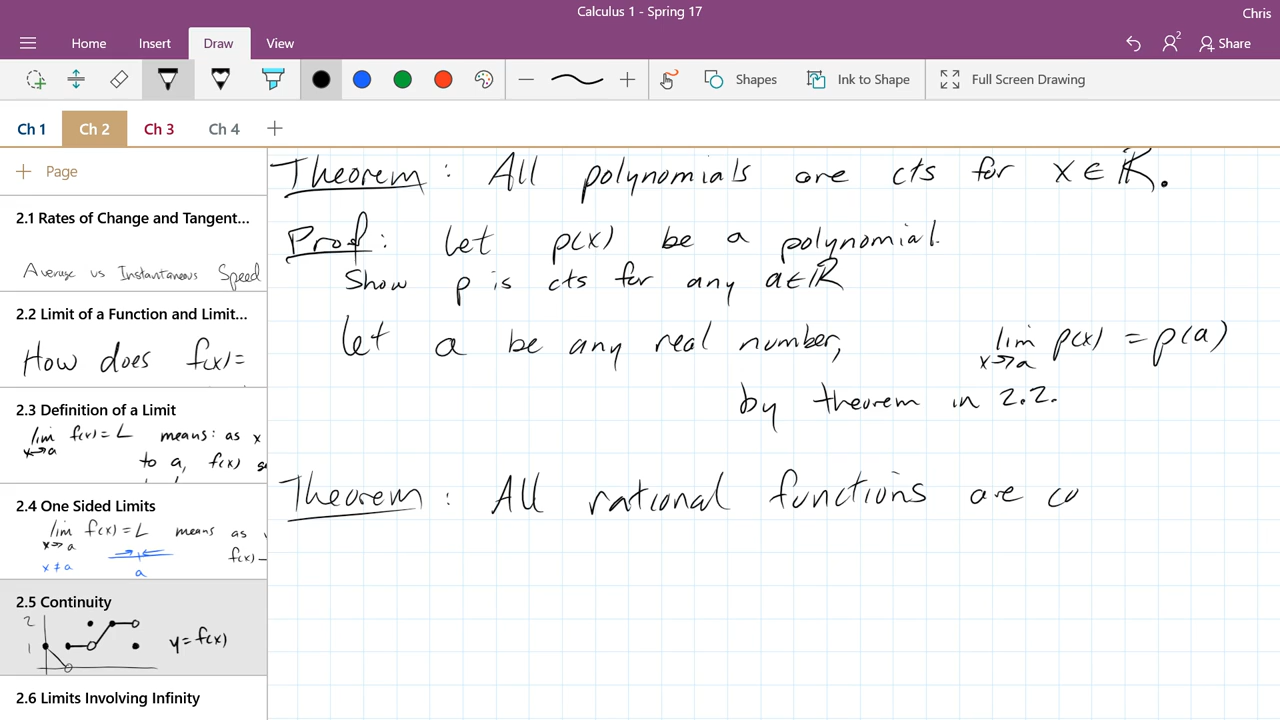 Calculus 1 - Spring 17
Chris
Home Insert Draw View
Share
Shapes Ink to Shape Full Screen Drawing
Ch 1 Ch 2 Ch 3 Ch 4
Page
2.1 Rates of Change and Tangent...
Average vs Instantaneous Speed
2.2 Limit of a Function and Limit...
How does f(x)=
2.3 Definition of a Limit
lim f(x) = L means: as x
x→a
to a, f(x)
2.4 One Sided Limits
lim f(x) = L means as
x→a
x≠a
a
f(x)
2.5 Continuity
2
1
y=f(x)
2.6 Limits Involving Infinity
Theorem: All polynomials are cts for x∈ℝ.
Proof: Let p(x) be a polynomial.
Show p is cts for any a∈ℝ
Let a be any real number, lim p(x) = p(a)
x→a
by theorem in 2.2.
Theorem: All rational functions are co